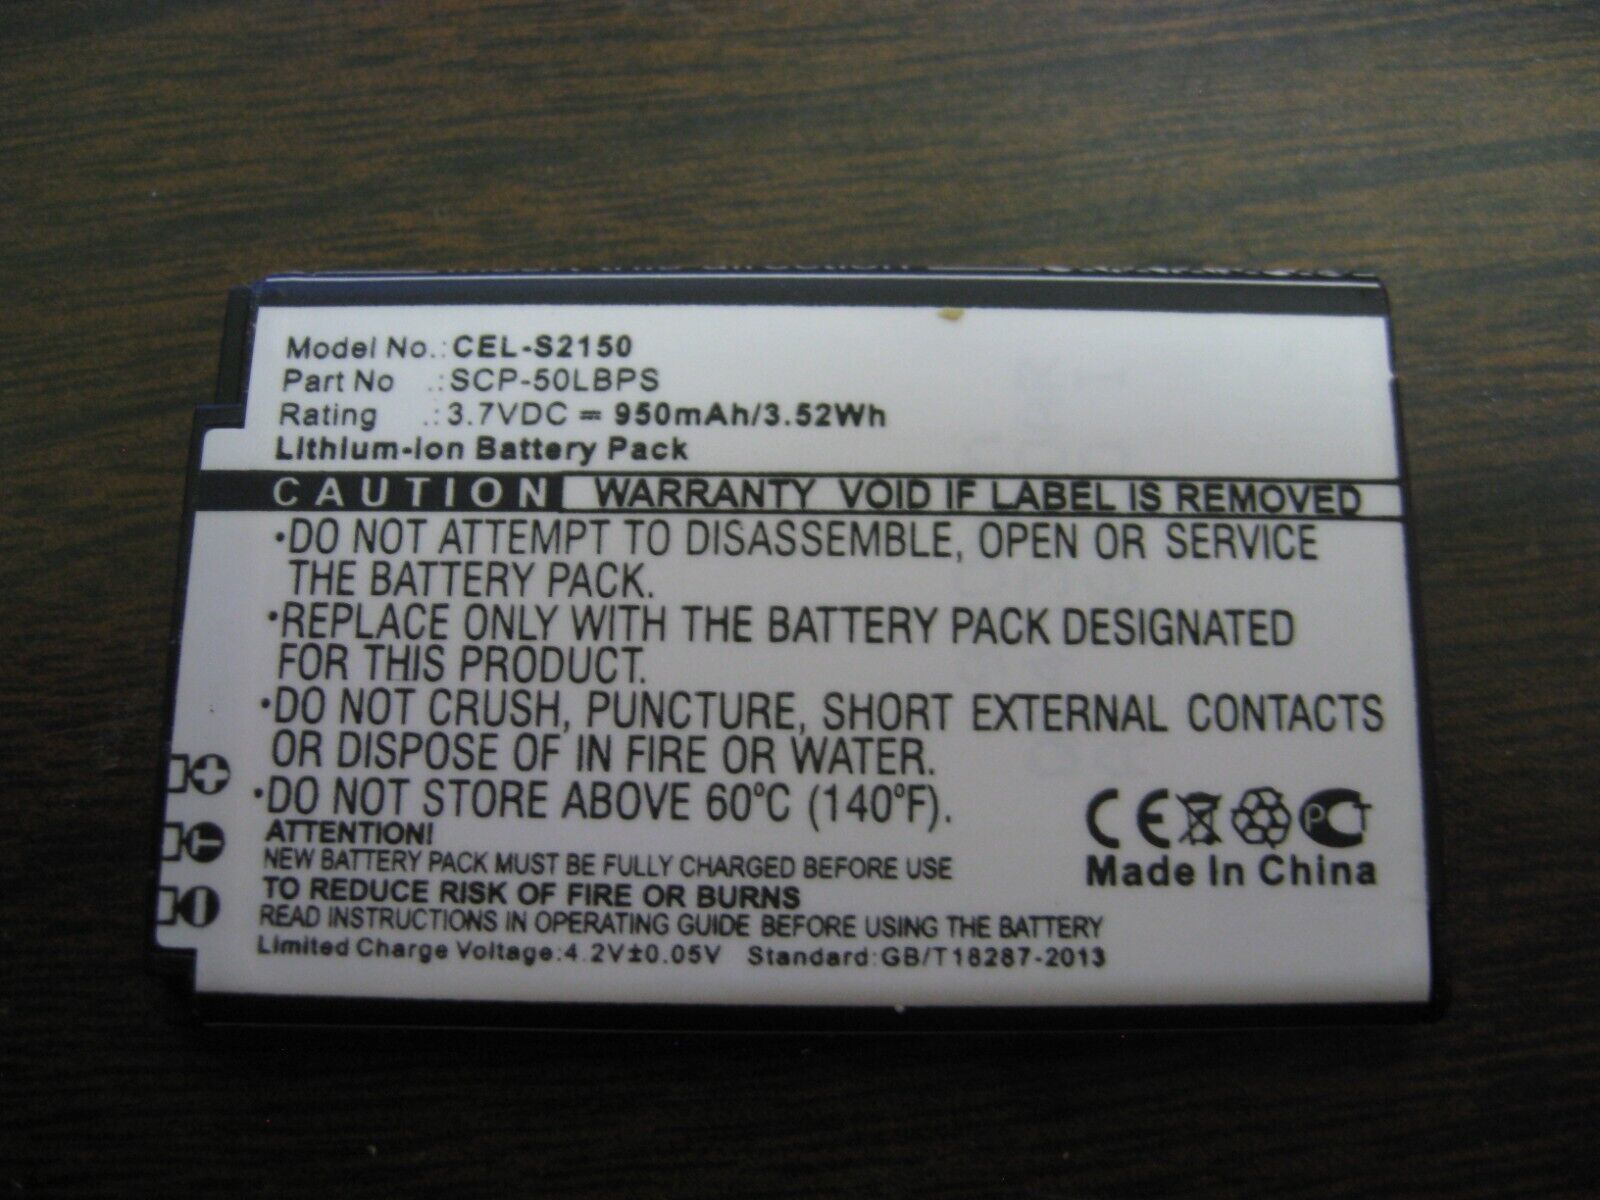 Model No.: CEL-S2150
Part No .: SCP-50LBPS
Rating .: 3.7VDC = 950mAh/3.52Wh
Lithium-ion Battery Pack
CAUTION WARRANTY VOID IF LABEL IS REMOVED
•DO NOT ATTEMPT TO DISASSEMBLE, OPEN OR SERVICE
THE BATTERY PACK.
•REPLACE ONLY WITH THE BATTERY PACK DESIGNATED
FOR THIS PRODUCT.
•DO NOT CRUSH, PUNCTURE, SHORT EXTERNAL CONTACTS
OR DISPOSE OF IN FIRE OR WATER.
•DO NOT STORE ABOVE 60°C (140°F).
ATTENTION!
NEW BATTERY PACK MUST BE FULLY CHARGED BEFORE USE
TO REDUCE RISK OF FIRE OR BURNS
READ INSTRUCTIONS IN OPERATING GUIDE BEFORE USING THE BATTERY
Limited Charge Voltage:4.2V±0.05V Standard:GB/T18287-2013
CE PCT
Made In China
+
T
-